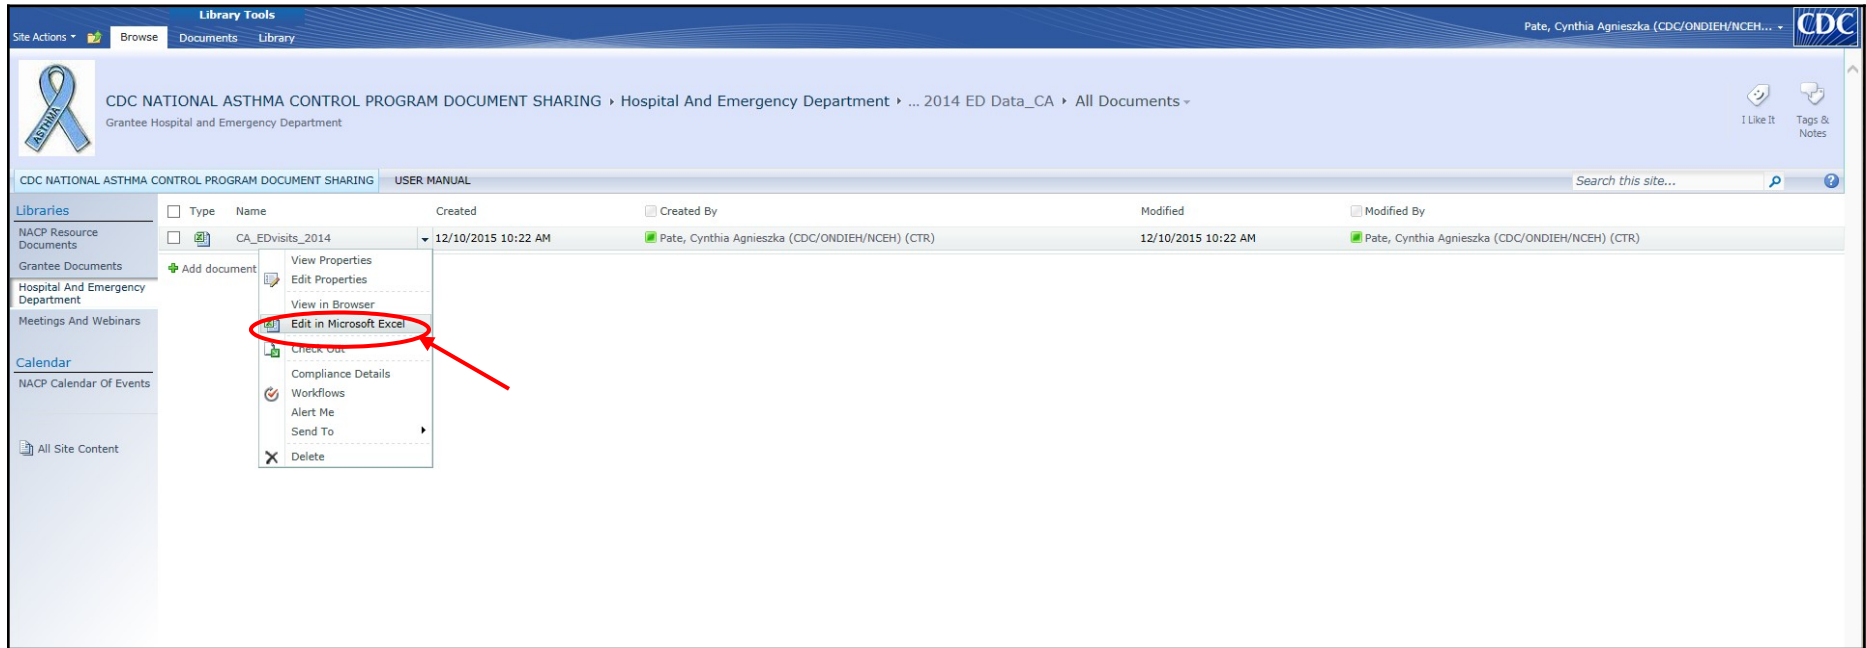 Library Tools
Site Actions
Browse
Documents
Library
Pate, Cynthia Agnieszka (CDC/ONDIEH/NCEH...
CDC
ASTHMA
CDC NATIONAL ASTHMA CONTROL PROGRAM DOCUMENT SHARING Hospital And Emergency Department ... 2014 ED Data_CA All Documents
Grantee Hospital and Emergency Department
I Like It
Tags &
Notes
CDC NATIONAL ASTHMA CONTROL PROGRAM DOCUMENT SHARING
USER MANUAL
Search this site...
Libraries
NACP Resource
Documents
Grantee Documents
Hospital And Emergency
Department
Meetings And Webinars
Calendar
NACP Calendar Of Events
All Site Content
Type Name Created Created By Modified Modified By
CA_EDvisits_2014 12/10/2015 10:22 AM Pate, Cynthia Agnieszka (CDC/ONDIEH/NCEH) (CTR) 12/10/2015 10:22 AM Pate, Cynthia Agnieszka (CDC/ONDIEH/NCEH) (CTR)
Add document
View Properties
Edit Properties
View in Browser
Edit in Microsoft Excel
Check Out
Compliance Details
Workflows
Alert Me
Send To
Delete